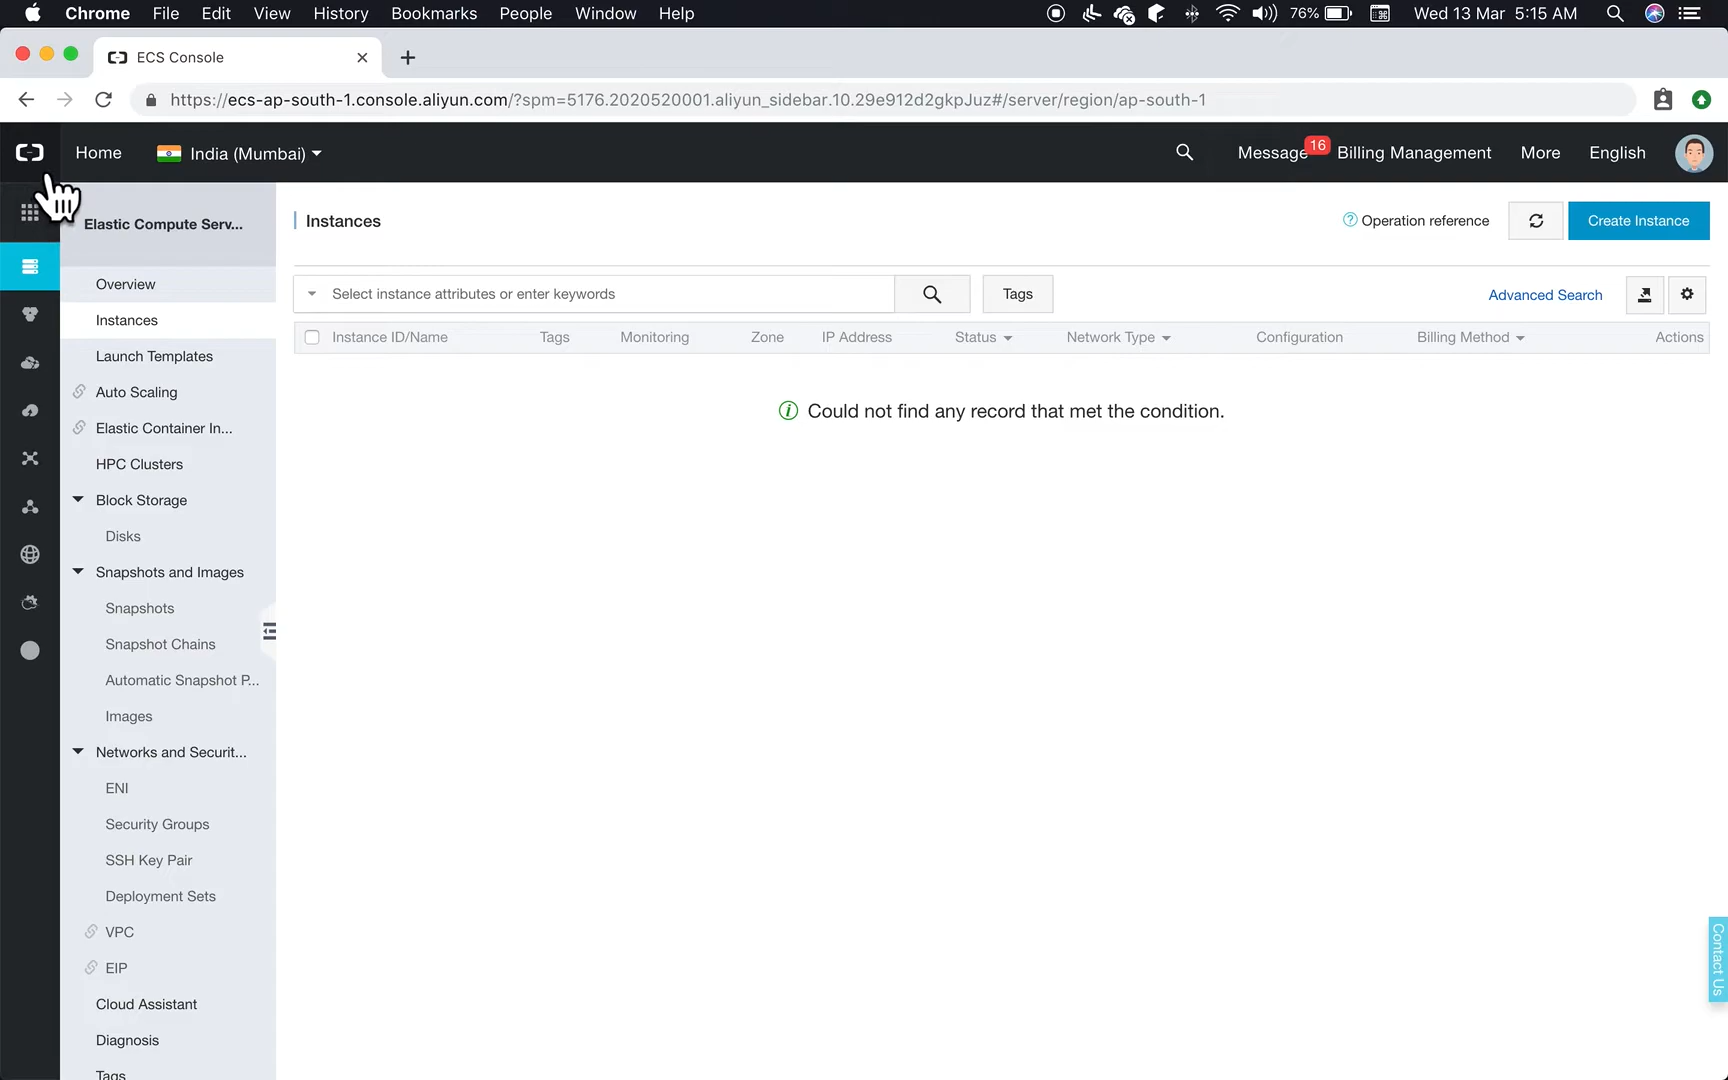 Chrome File Edit View History Bookmarks People Window Help 76% Wed 13 Mar 5:15 AM
ECS Console
https://ecs-ap-south-1.console.aliyun.com/?spm=5176.2020520001.aliyun_sidebar.10.29e912d2gkpJuz#/server/region/ap-south-1
Home India (Mumbai) Message 16 Billing Management More English
Elastic Compute Serv...
Overview
Instances
Launch Templates
Auto Scaling
Elastic Container In...
HPC Clusters
Block Storage
Disks
Snapshots and Images
Snapshots
Snapshot Chains
Automatic Snapshot P...
Images
Networks and Securit...
ENI
Security Groups
SSH Key Pair
Deployment Sets
VPC
EIP
Cloud Assistant
Diagnosis
Tags
Instances
Operation reference
Create Instance
Select instance attributes or enter keywords
Tags
Advanced Search
Instance ID/Name Tags Monitoring Zone IP Address Status Network Type Configuration Billing Method Actions
Could not find any record that met the condition.
Contact Us